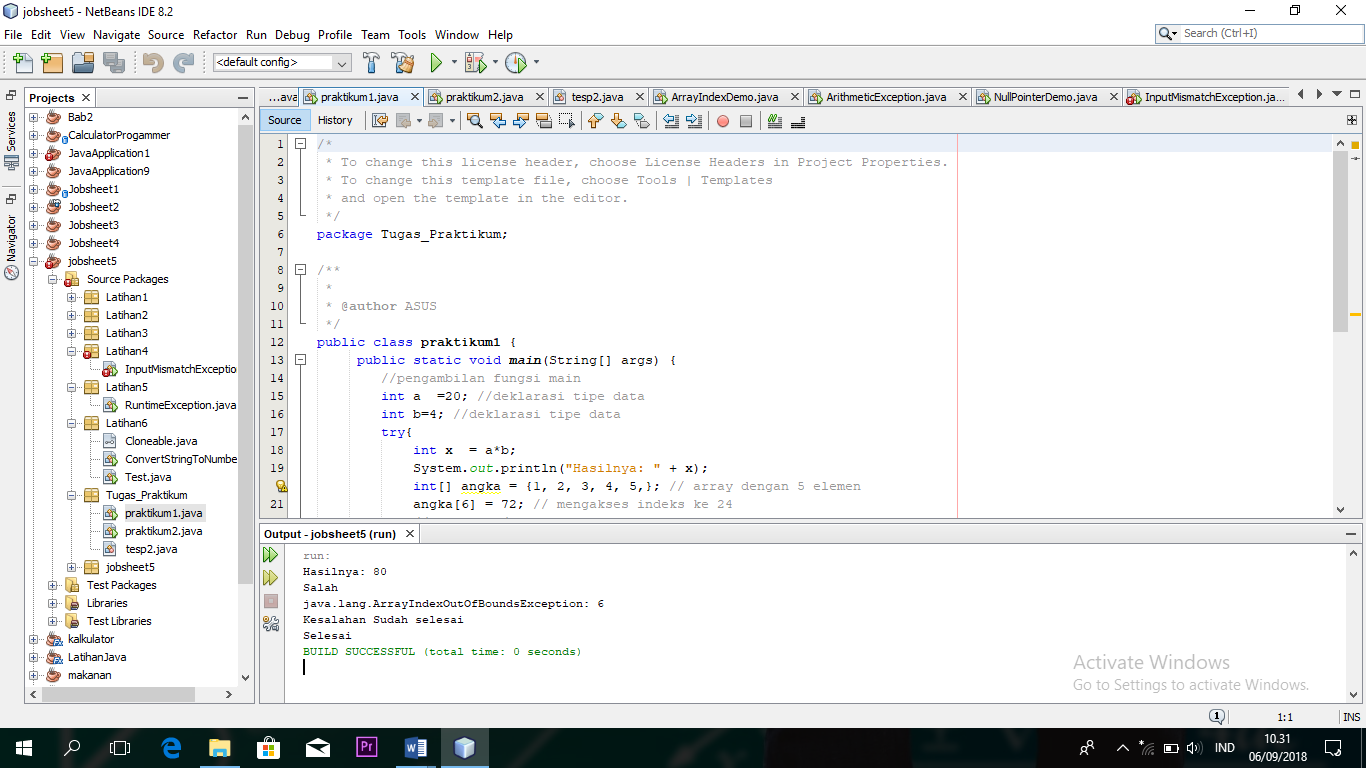 jobsheet5 - NetBeans IDE 8.2
File Edit View Navigate Source Refactor Run Debug Profile Team Tools Window Help
Search (Ctrl+I)
<default config>
Projects
Services
Navigator
Bab2
CalculatorProgammer
JavaApplication1
JavaApplication9
Jobsheet1
Jobsheet2
Jobsheet3
Jobsheet4
jobsheet5
Source Packages
Latihan1
Latihan2
Latihan3
Latihan4
InputMismatchExceptio
Latihan5
RuntimeException.java
Latihan6
Cloneable.java
ConvertStringToNumbe
Test.java
Tugas_Praktikum
praktikum1.java
praktikum2.java
tesp2.java
jobsheet5
Test Packages
Libraries
Test Libraries
kalkulator
LatihanJava
makanan
...ava praktikum1.java praktikum2.java tesp2.java ArrayIndexDemo.java ArithmeticException.java NullPointerDemo.java InputMismatchException.ja...
Source History
1 /*
2 * To change this license header, choose License Headers in Project Properties.
3 * To change this template file, choose Tools | Templates
4 * and open the template in the editor.
5 */
6 package Tugas_Praktikum;
7
8 /**
9 *
10 * @author ASUS
11 */
12 public class praktikum1 {
13 public static void main(String[] args) {
14 //pengambilan fungsi main
15 int a  =20; //deklarasi tipe data
16 int b=4; //deklarasi tipe data
17 try{
18 int x  = a*b;
19 System.out.println("Hasilnya: " + x);
int[] angka = {1, 2, 3, 4, 5,}; // array dengan 5 elemen
21 angka[6] = 72; // mengakses indeks ke 24
Output - jobsheet5 (run)
run:
Hasilnya: 80
Salah
java.lang.ArrayIndexOutOfBoundsException: 6
Kesalahan Sudah selesai
Selesai
BUILD SUCCESSFUL (total time: 0 seconds)
Activate Windows
Go to Settings to activate Windows.
1 1:1 INS
Pr
IND
10.31
06/09/2018